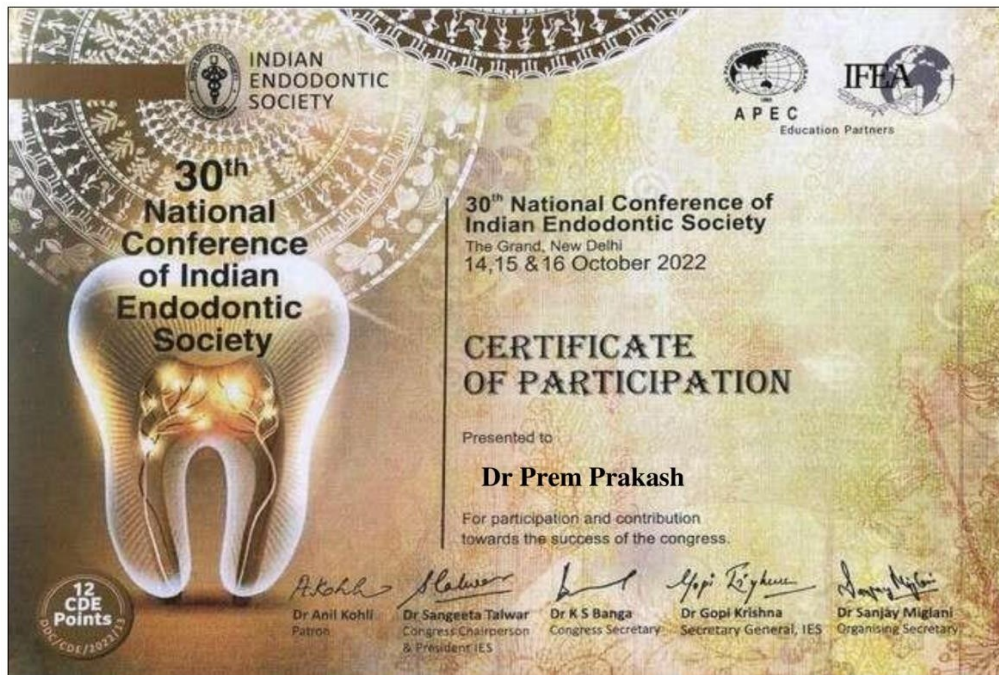 INDIAN
ENDODONTIC
SOCIETY
APEC
IFEA
Education Partners
30th
National
Conference
of Indian
Endodontic
Society
30th National Conference of
Indian Endodontic Society
The Grand, New Delhi
14,15 & 16 October 2022
CERTIFICATE
OF PARTICIPATION
Presented to
Dr Prem Prakash
For participation and contribution
towards the success of the congress.
Dr Anil Kohli
Patron
Dr Sangeeta Talwar
Congress Chairperson
& President IES
Dr K S Banga
Congress Secretary
Dr Gopi Krishna
Secretary General, IES
Dr Sanjay Miglani
Organising Secretary
12
CDE
Points
DDC/CDE/2022/13